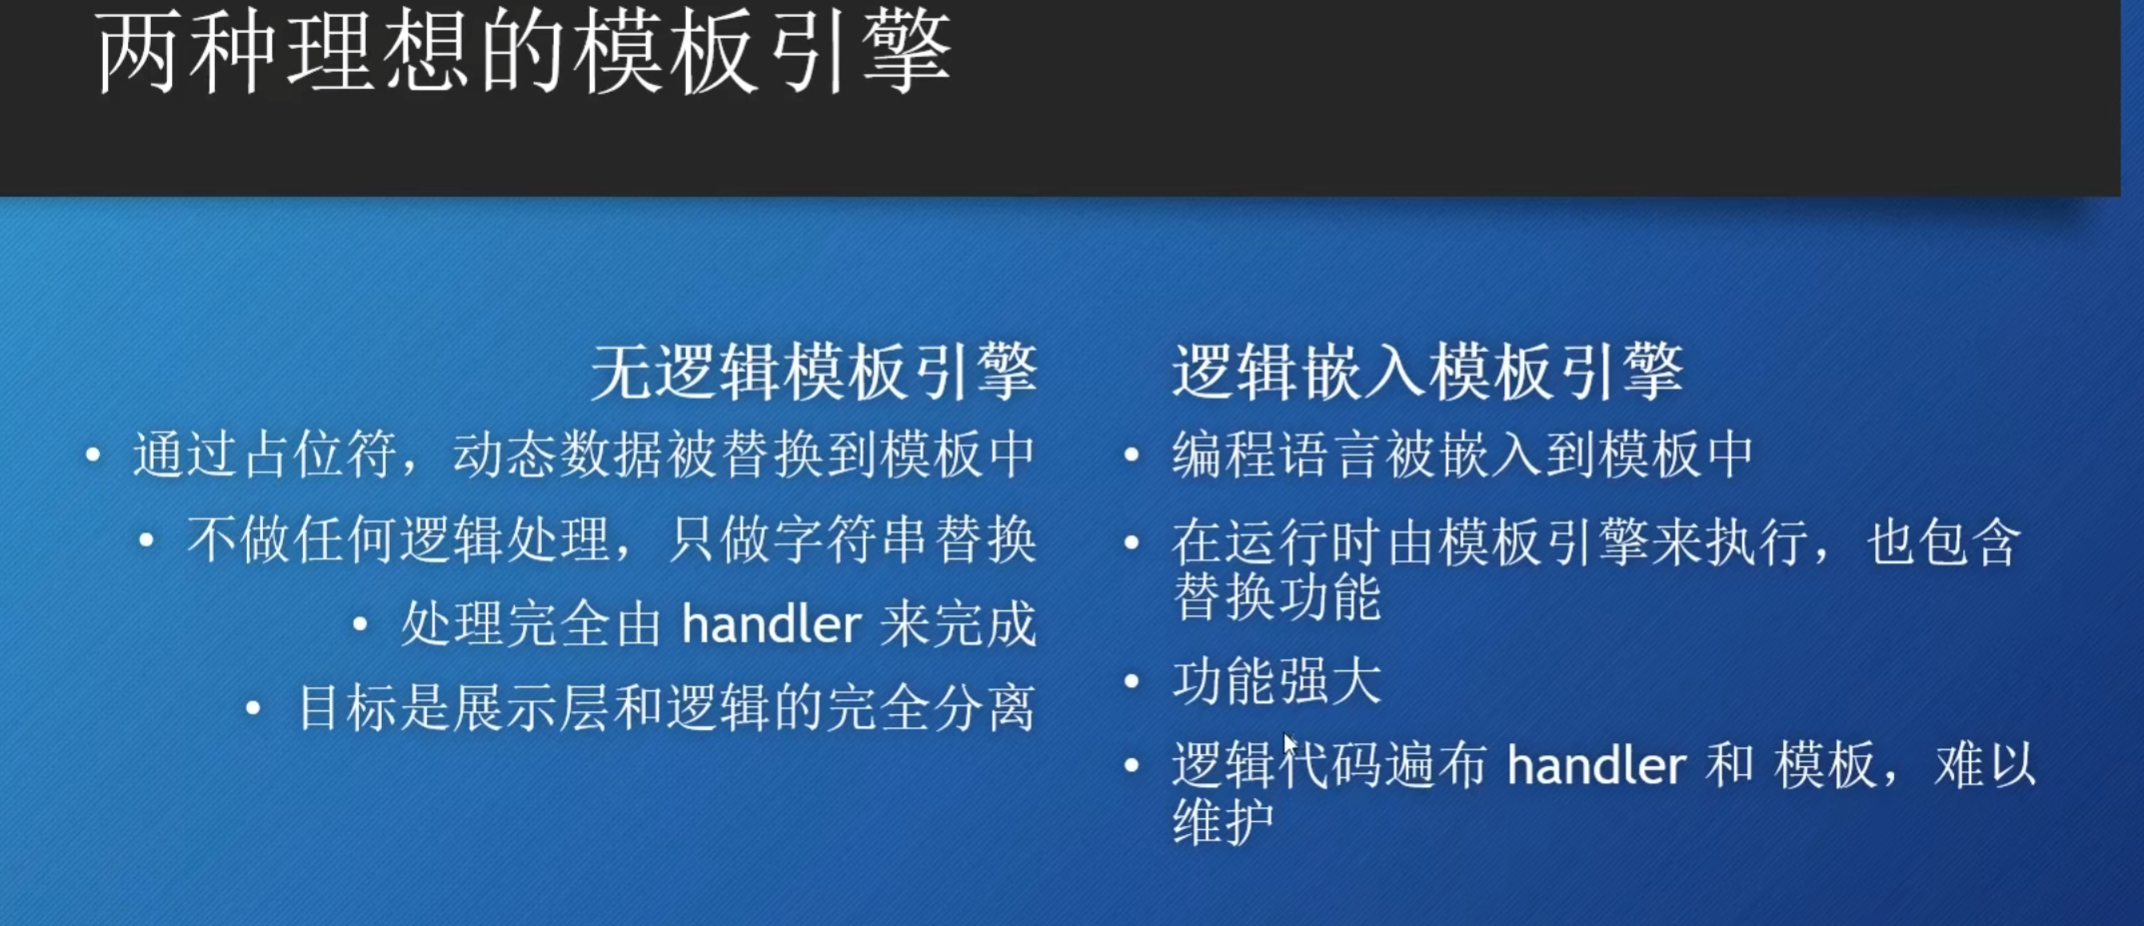 两种理想的模板引擎
无逻辑模板引擎
• 通过占位符，动态数据被替换到模板中
• 不做任何逻辑处理，只做字符串替换
• 处理完全由 handler 来完成
• 目标是展示层和逻辑的完全分离
逻辑嵌入模板引擎
• 编程语言被嵌入到模板中
• 在运行时由模板引擎来执行，也包含
替换功能
• 功能强大
• 逻辑代码遍布 handler 和 模板，难以
维护